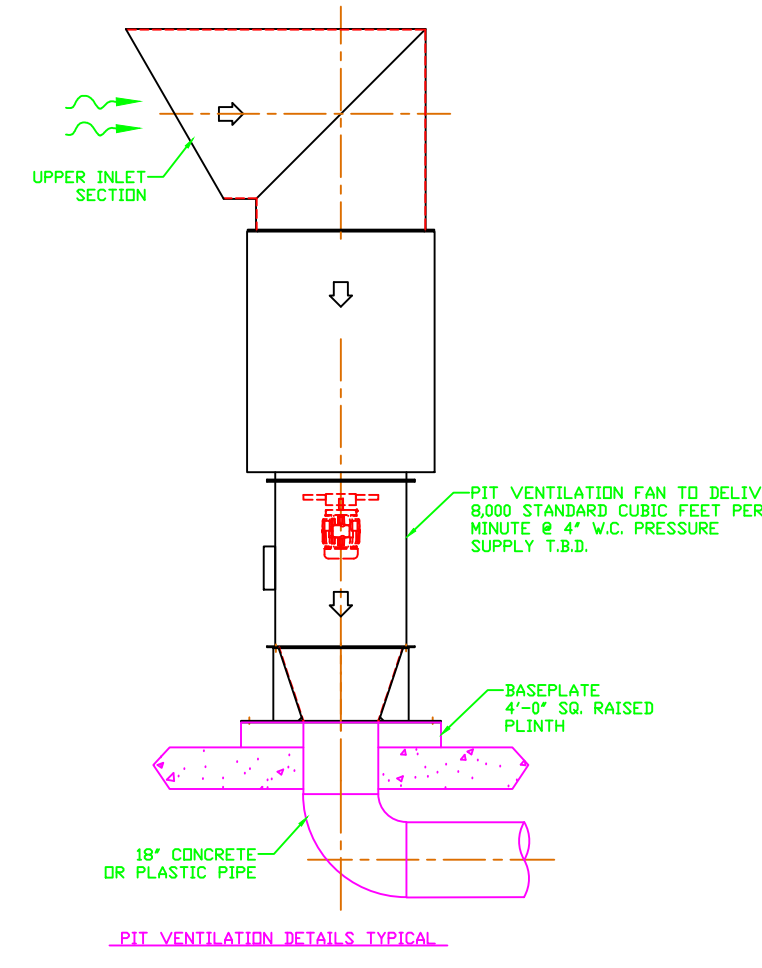 UPPER INLET
SECTION
PIT VENTILATION FAN TO DELIV
8,000 STANDARD CUBIC FEET PER
MINUTE @ 4" W.C. PRESSURE
SUPPLY T.B.D.
BASEPLATE
4'-0" SQ. RAISED
PLINTH
18" CONCRETE
OR PLASTIC PIPE
PIT VENTILATION DETAILS TYPICAL